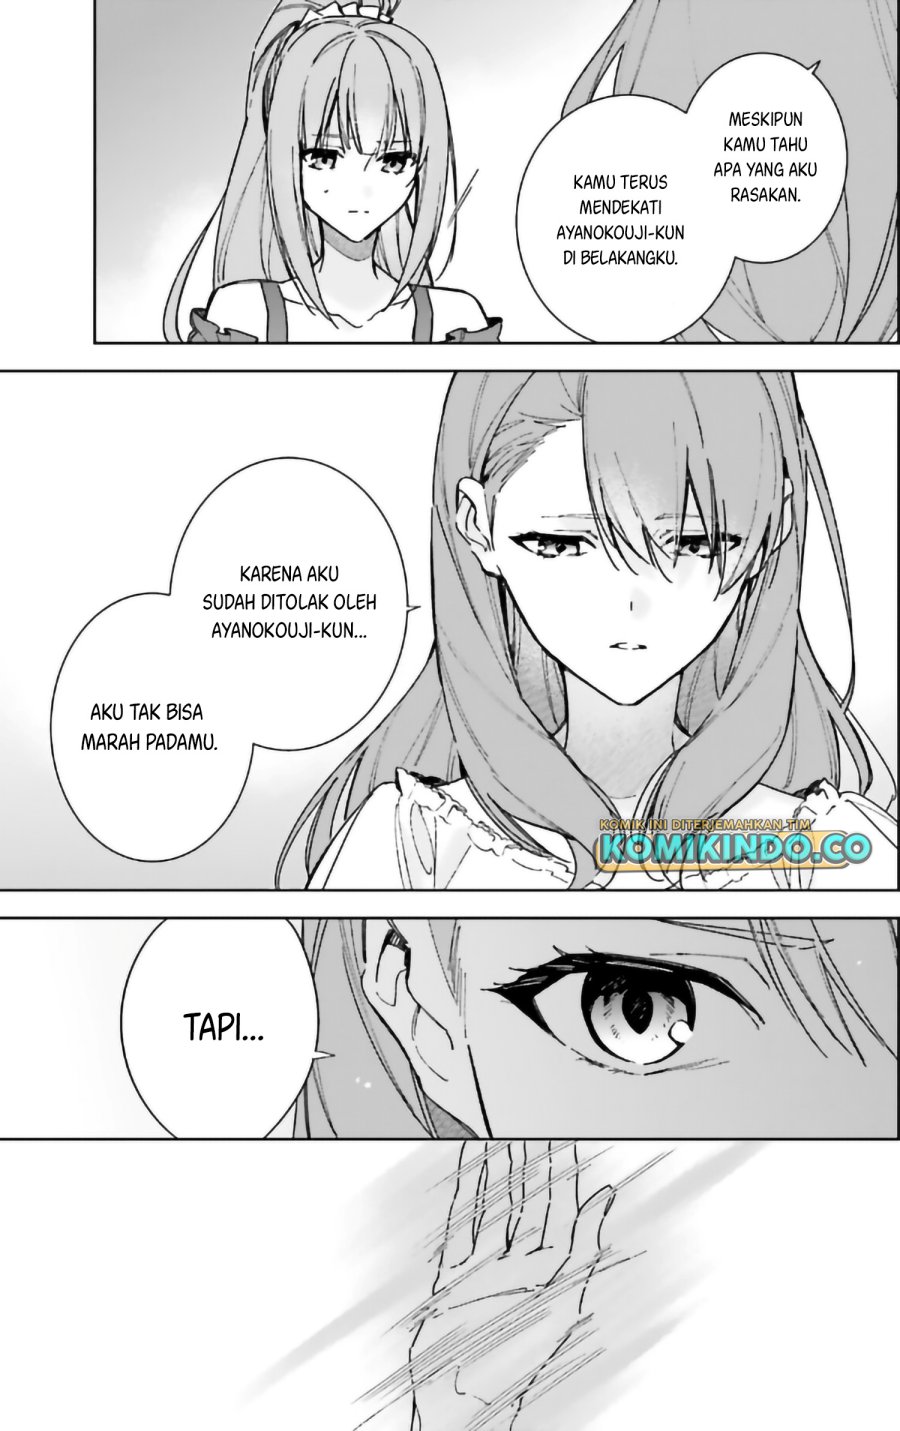 MESKIPUN
KAMU TAHU
APA YANG AKU
RASAKAN.
KAMU TERUS
MENDEKATI
AYANOKOUJI-KUN
DI BELAKANGKU.
KARENA AKU
SUDAH DITOLAK OLEH
AYANOKOUJI-KUN...
AKU TAK BISA
MARAH PADAMU.
KOMIK INI DITERJEMAHKAN TIM
KOMIKINDO.CO
TAPI...